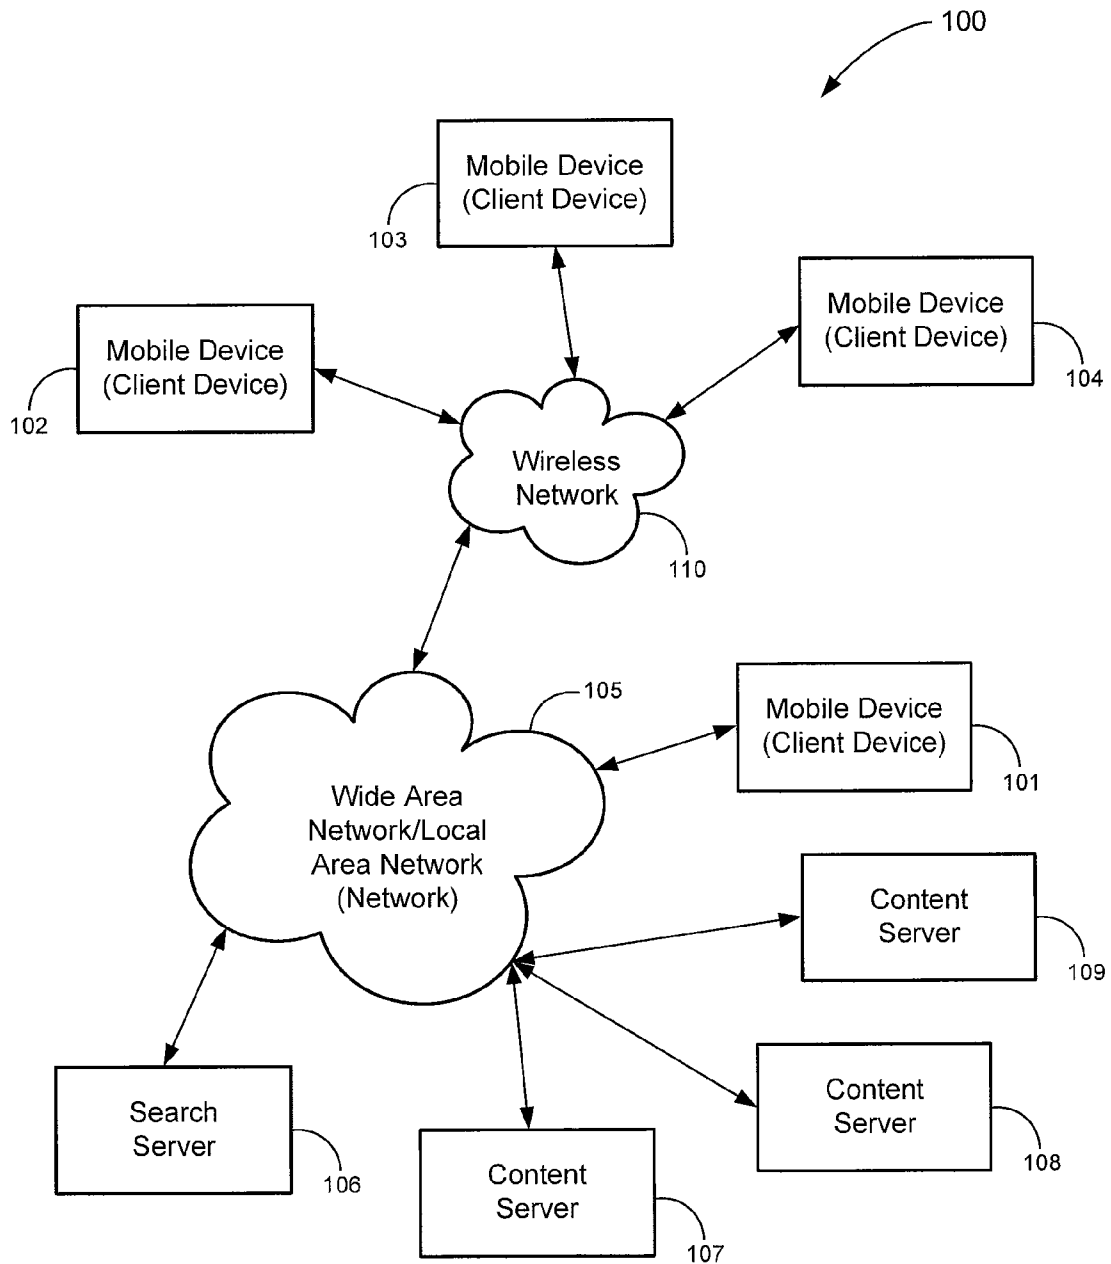 100
Mobile Device
(Client Device)
103
Mobile Device
(Client Device)
104
Mobile Device
(Client Device)
102
Wireless
Network
110
105
Mobile Device
(Client Device)
101
Wide Area
Network/Local
Area Network
(Network)
Content
Server
109
Content
Server
108
Search
Server
106
Content
Server
107